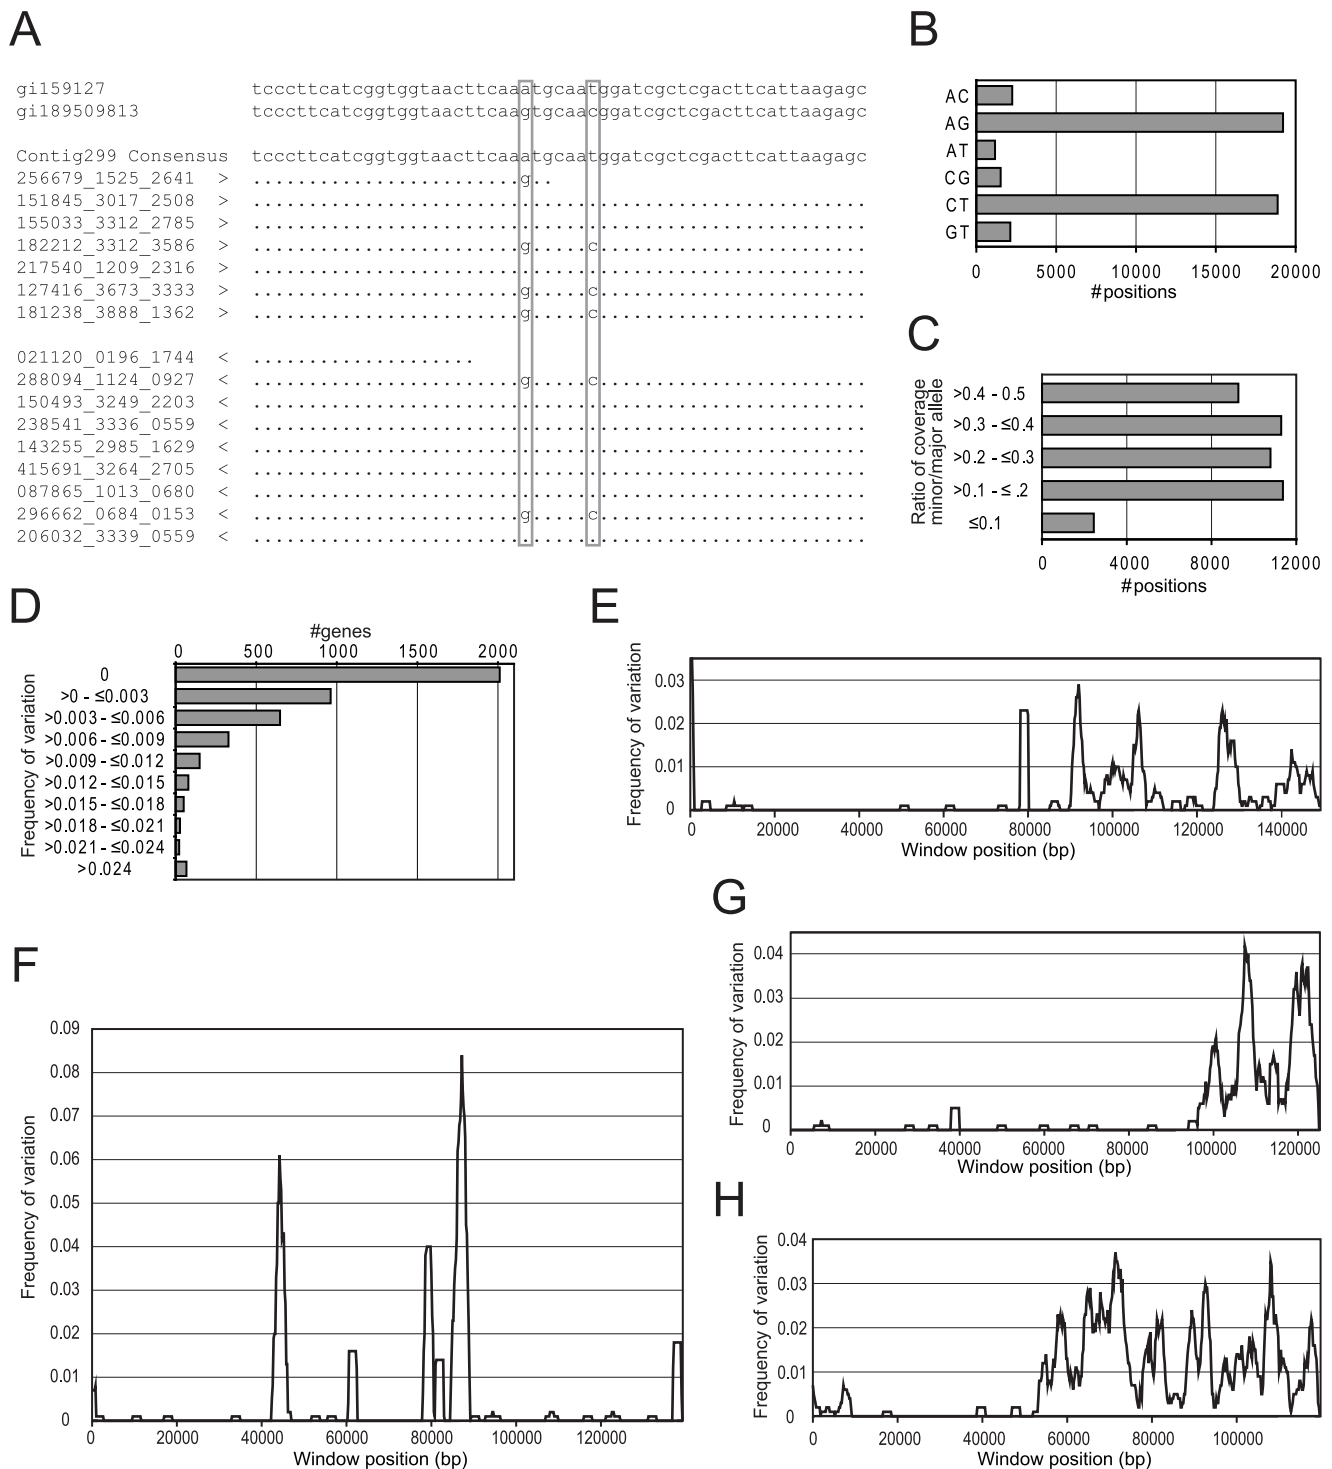 A
gi159127 tcccttcatcggtggtaacttcaaatgcaatggatcgctcgacttcattaagagc
gi189509813 tcccttcatcggtggtaacttcaagtgcaacggatcgctcgacttcattaagagc
Contig299 Consensus tcccttcatcggtggtaacttcaaatgcaatggatcgctcgacttcattaagagc
256679_1525_2641 > ........................g..
151845_3017_2508 > .......................................................
155033_3312_2785 > .......................................................
182212_3312_3586 > ........................g.....c........................
217540_1209_2316 > .......................................................
127416_3673_3333 > ........................g.....c........................
181238_3888_1362 > ........................g.....c........................
021120_0196_1744 < ....................
288094_1124_0927 < ........................g.....c........................
150493_3249_2203 < .......................................................
238541_3336_0559 < .......................................................
143255_2985_1629 < .......................................................
415691_3264_2705 < .......................................................
087865_1013_0680 < .......................................................
296662_0684_0153 < ........................g.....c........................
206032_3339_0559 < .......................................................
B
AC
AG
AT
CG
CT
GT
0 5000 10000 15000 20000
#positions
C
Ratio of coverage
minor/major allele
>0.4 - 0.5
>0.3 - ≤0.4
>0.2 - ≤0.3
>0.1 - ≤ .2
≤0.1
0 4000 8000 12000
#positions
D
#genes
0 500 1000 1500 2000
Frequency of variation
0
>0 - ≤0.003
>0.003 - ≤0.006
>0.006 - ≤0.009
>0.009 - ≤0.012
>0.012 - ≤0.015
>0.015 - ≤0.018
>0.018 - ≤0.021
>0.021 - ≤0.024
>0.024
E
Frequency of variation
0.03
0.02
0.01
0
0 20000 40000 60000 80000 100000 120000 140000
Window position (bp)
F
Frequency of variation
0.09
0.08
0.07
0.06
0.05
0.04
0.03
0.02
0.01
0
0 20000 40000 60000 80000 100000 120000
Window position (bp)
G
Frequency of variation
0.04
0.03
0.02
0.01
0
0 20000 40000 60000 80000 100000 120000
Window position (bp)
H
Frequency of variation
0.04
0.03
0.02
0.01
0
0 20000 40000 60000 80000 100000
Window position (bp)